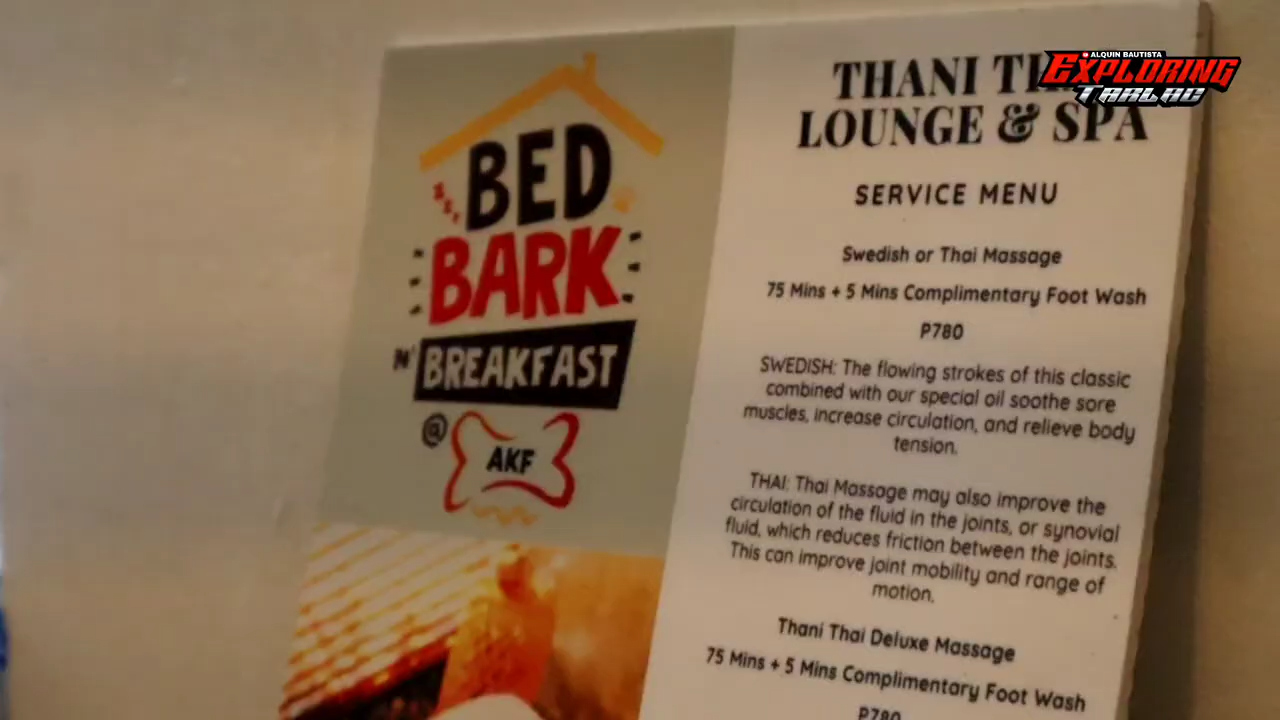 ALQUIN BAUTISTA
EXPLORING
TARLAC
BED
BARK
N'
BREAKFAST
@
AKF
THANI
LOUNGE & SPA
SERVICE MENU
Swedish or Thai Massage
75 Mins + 5 Mins Complimentary Foot Wash
P780
SWEDISH: The flowing strokes of this classic
combined with our special oil soothe sore
muscles, increase circulation, and relieve body
tension.
THAI: Thai Massage may also improve the
circulation of the fluid in the joints, or synovial
fluid, which reduces friction between the joints.
This can improve joint mobility and range of
motion.
Thani Thai Deluxe Massage
75 Mins + 5 Mins Complimentary Foot Wash
P780